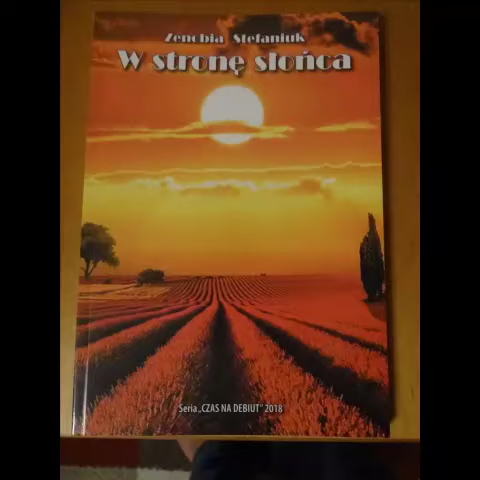 Zenobia Stefaniuk
W stronę słońca
Seria „CZAS NA DEBIUT” 2018